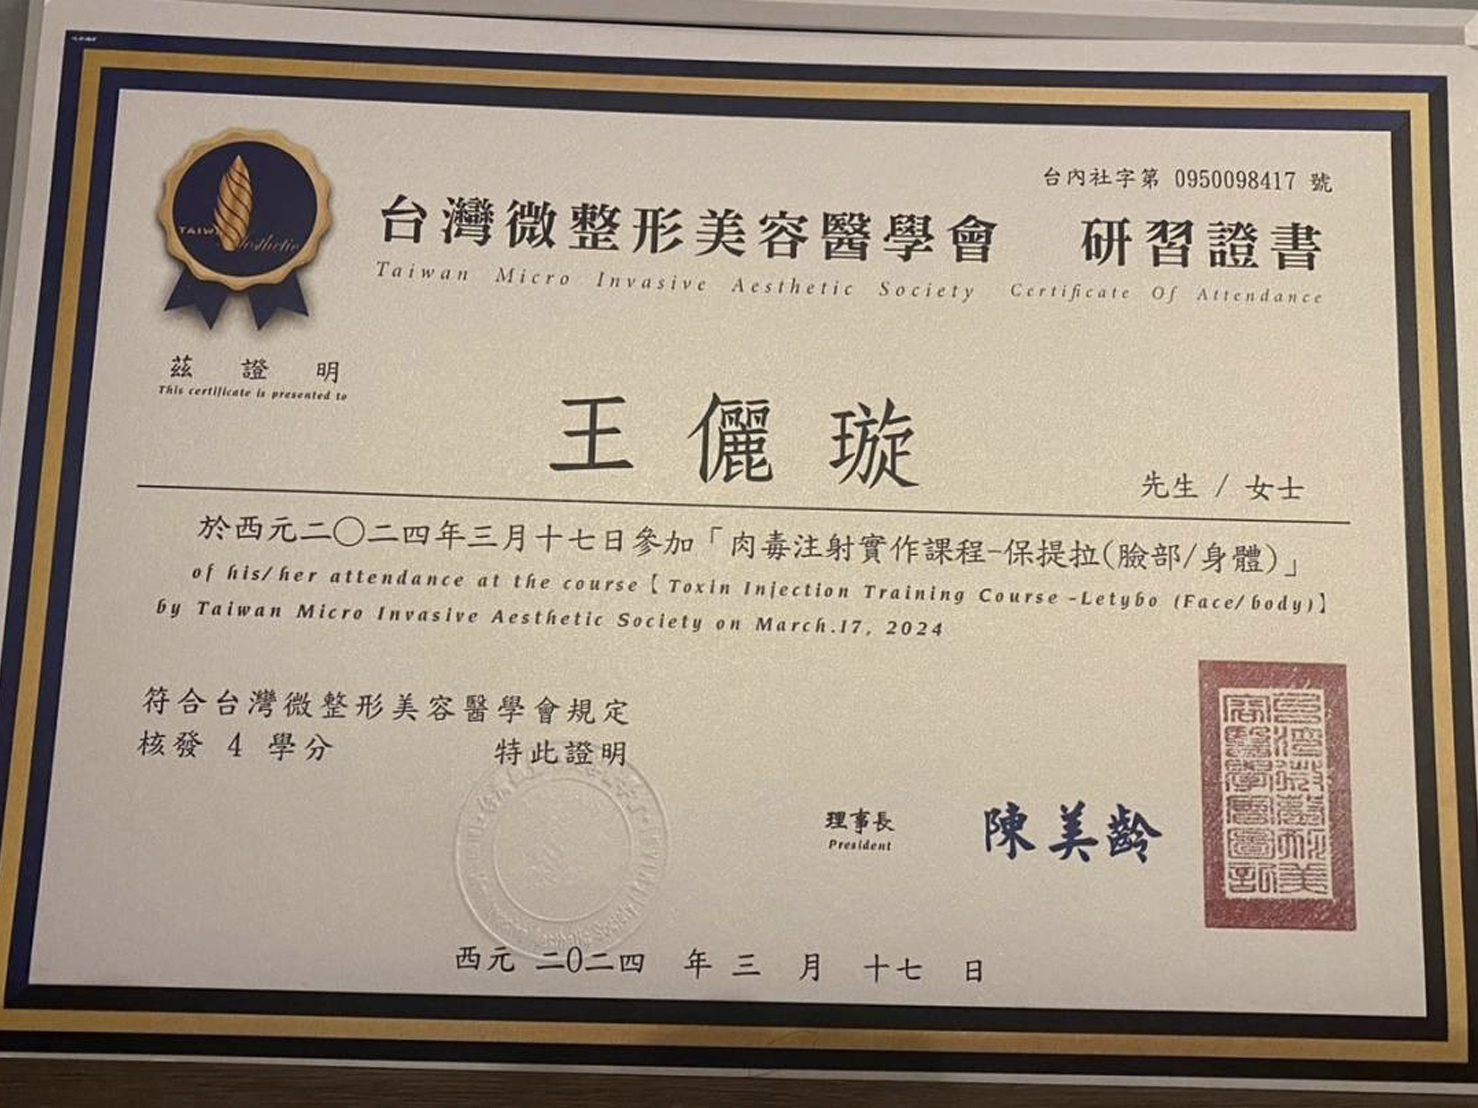 TAIWAN
Aesthetic
台內社字第 0950098417 號
台灣微整形美容醫學會 研習證書
Taiwan Micro Invasive Aesthetic Society Certificate Of Attendance
茲證明
This certificate is presented to
王儷璇
先生 / 女士
於西元二〇二四年三月十七日參加「肉毒注射實作課程-保提拉(臉部/身體)」
of his/her attendance at the course【Toxin Injection Training Course -Letybo (Face/body)】
by Taiwan Micro Invasive Aesthetic Society on March.17, 2024
符合台灣微整形美容醫學會規定
核發 4 學分 特此證明
理事長 陳美齡
President
西元 二0二四 年 三 月 十七 日